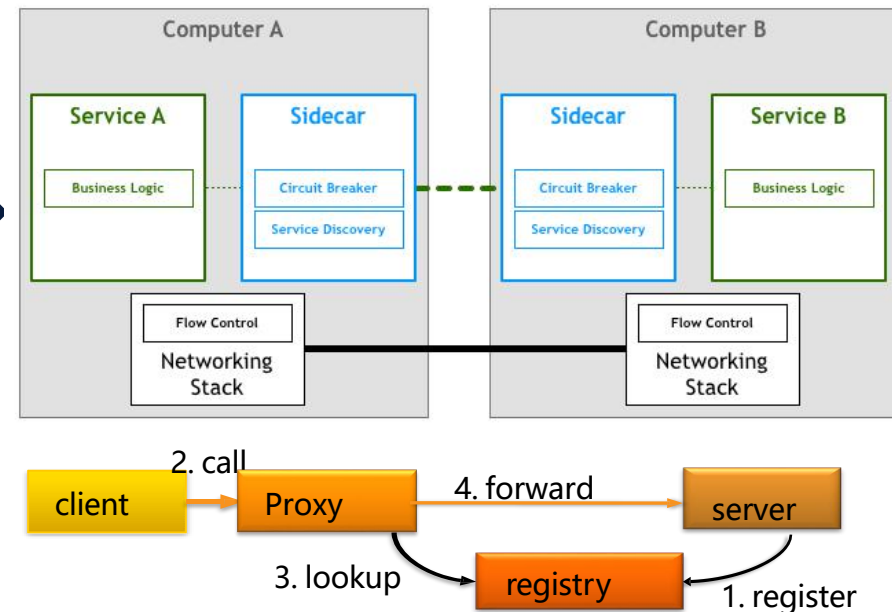 Computer A
Computer B
Service A
Sidecar
Sidecar
Service B
Business Logic
Circuit Breaker
Circuit Breaker
Business Logic
Service Discovery
Service Discovery
Flow Control
Flow Control
Networking
Stack
Networking
Stack
2. call
client
Proxy
4. forward
server
3. lookup
registry
1. register